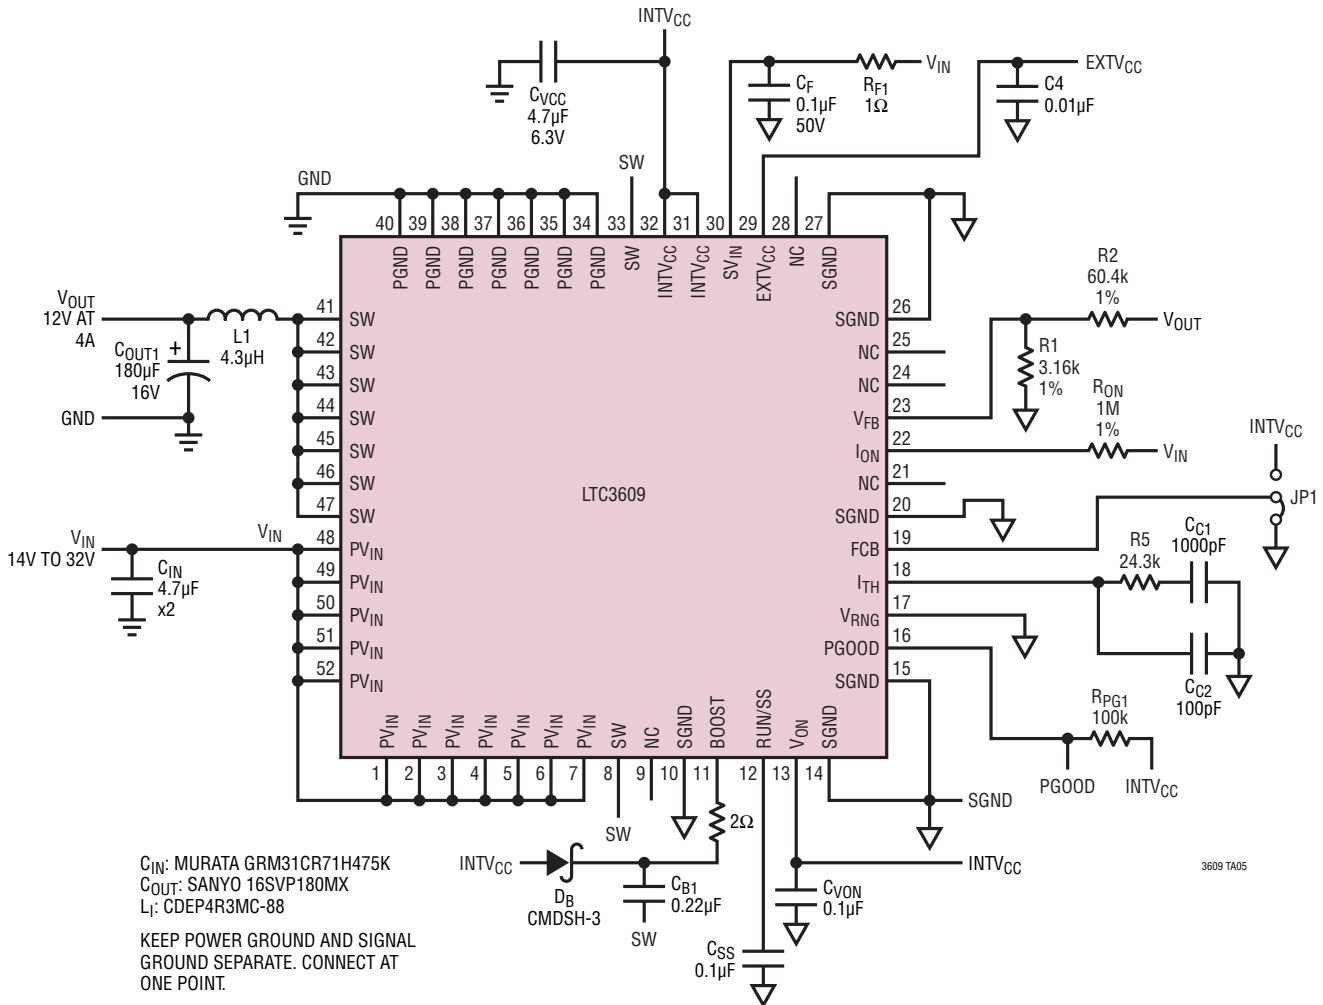 INTVCC
CVCC
4.7µF
6.3V
CF
0.1µF
50V
RF1
1Ω
VIN
EXTVCC
C4
0.01µF
GND
SW
40 39 38 37 36 35 34 33 32 31 30 29 28 27
PGND PGND PGND PGND PGND PGND PGND SW INTVCC INTVCC SVIN EXTVCC NC SGND
VOUT
12V AT
4A
COUT1
180µF
16V
+
L1
4.3µH
GND
41 SW
42 SW
43 SW
44 SW
45 SW
46 SW
47 SW
VIN
14V TO 32V
VIN
CIN
4.7µF
x2
48 PVIN
49 PVIN
50 PVIN
51 PVIN
52 PVIN
LTC3609
SGND 26
NC 25
NC 24
VFB 23
ION 22
NC 21
SGND 20
FCB 19
ITH 18
VRNG 17
PGOOD 16
SGND 15
R2
60.4k
1%
VOUT
R1
3.16k
1%
RON
1M
1%
VIN
INTVCC
JP1
R5
24.3k
CC1
1000pF
CC2
100pF
RPG1
100k
PGOOD
INTVCC
PVIN PVIN PVIN PVIN PVIN PVIN PVIN SW NC SGND BOOST RUN/SS VON SGND
1 2 3 4 5 6 7 8 9 10 11 12 13 14
SGND
SW
2Ω
INTVCC
DB
CMDSH-3
CB1
0.22µF
SW
INTVCC
CVON
0.1µF
CSS
0.1µF
3609 TA05
CIN: MURATA GRM31CR71H475K
COUT: SANYO 16SVP180MX
LI: CDEP4R3MC-88
KEEP POWER GROUND AND SIGNAL
GROUND SEPARATE. CONNECT AT
ONE POINT.